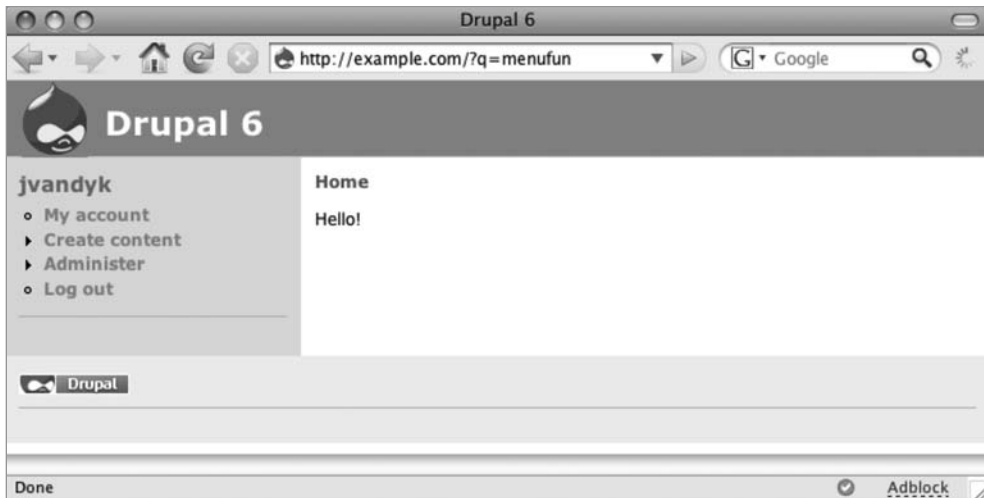 Drupal 6
http://example.com/?q=menufun
G Google
Drupal 6
jvandyk
My account
Create content
Administer
Log out
Home
Hello!
Drupal
Done
Adblock